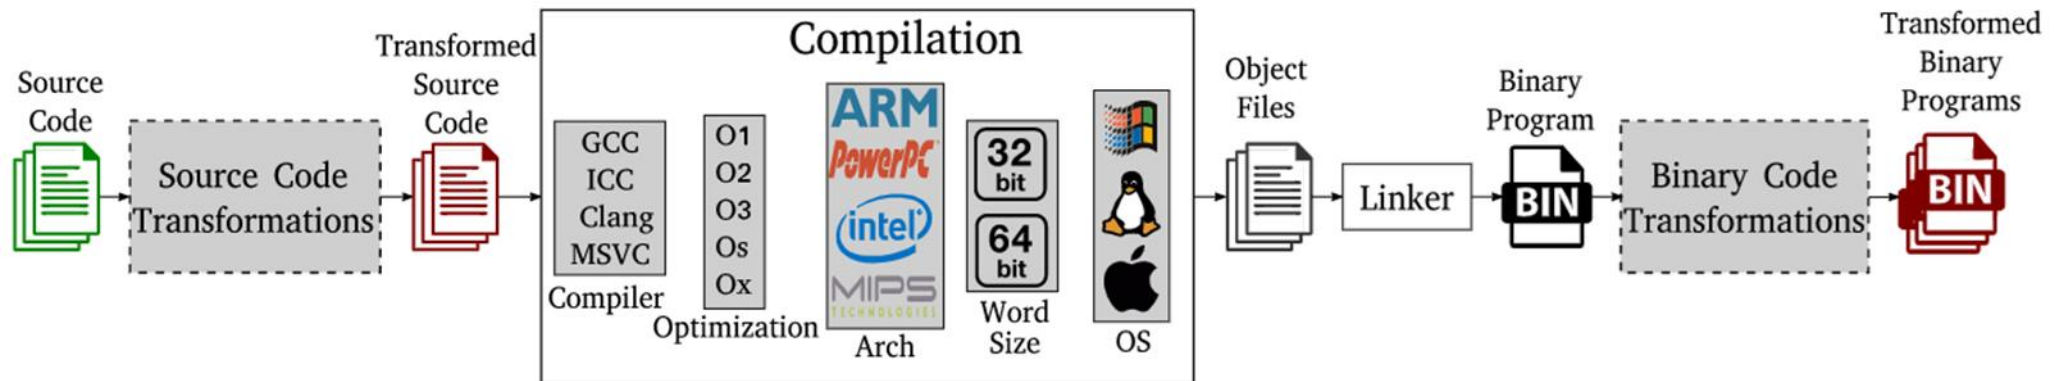 Source
Code
Source Code
Transformations
Transformed
Source
Code
Compilation
GCC
ICC
Clang
MSVC
Compiler
O1
O2
O3
Os
Ox
Optimization
ARM
PowerPC
intel
MIPS
TECHNOLOGIES
Arch
32
bit
64
bit
Word
Size
OS
Object
Files
Linker
Binary
Program
BIN
Binary Code
Transformations
Transformed
Binary
Programs
BIN